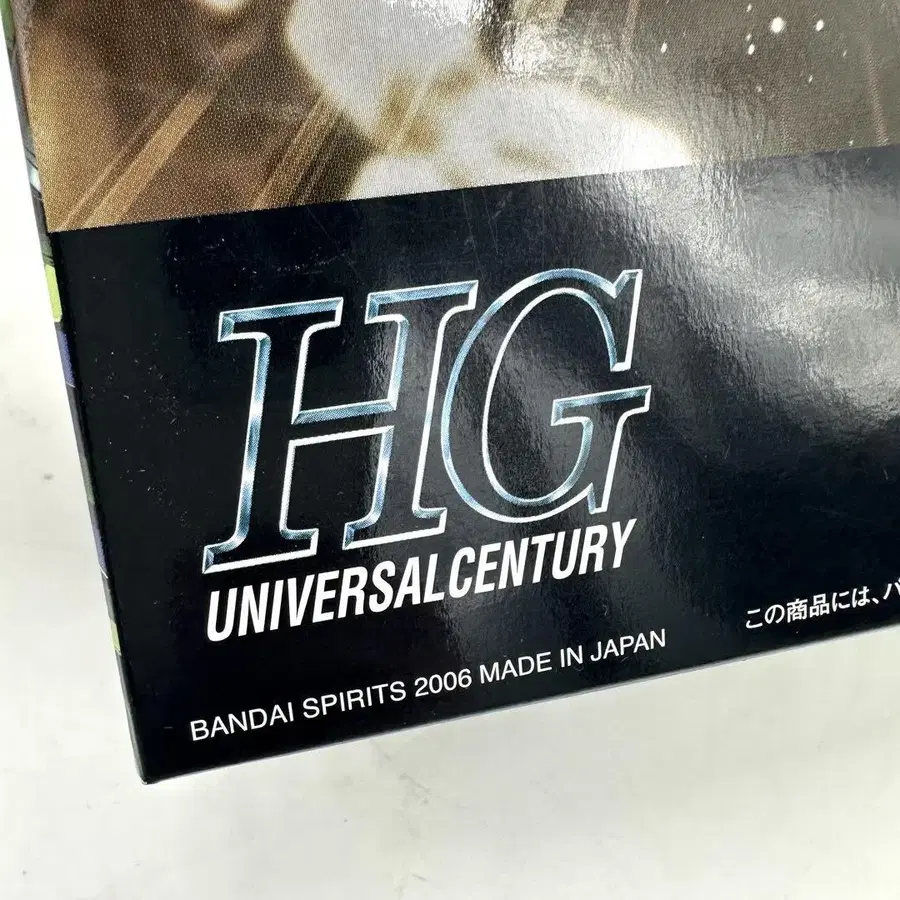 HG
UNIVERSAL CENTURY
BANDAI SPIRITS 2006 MADE IN JAPAN
この商品には、バ